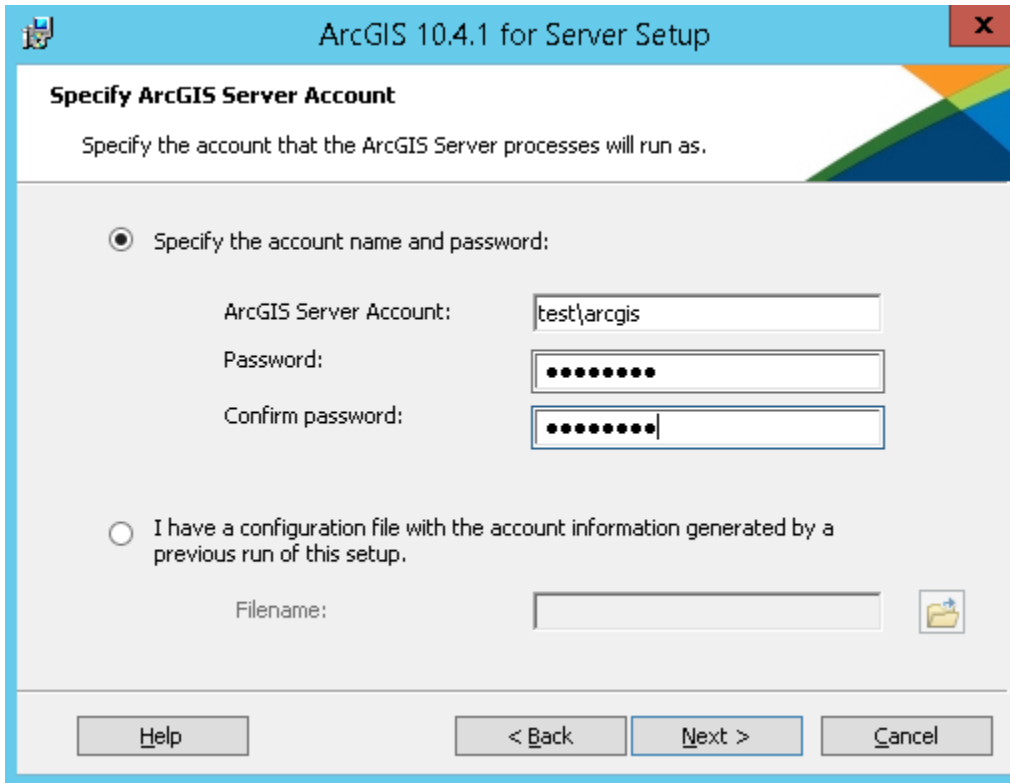 ArcGIS 10.4.1 for Server Setup
x
Specify ArcGIS Server Account
Specify the account that the ArcGIS Server processes will run as.
Specify the account name and password:
ArcGIS Server Account:
test\arcgis
Password:
••••••••
Confirm password:
••••••••
I have a configuration file with the account information generated by a
previous run of this setup.
Filename:
Help
< Back
Next >
Cancel